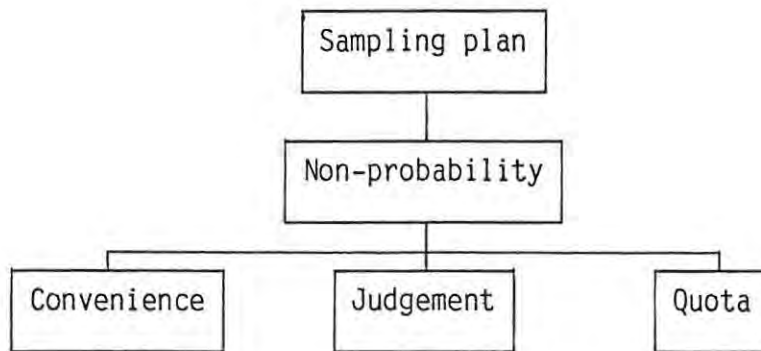 Sampling plan
Non-probability
Convenience
Judgement
Quota